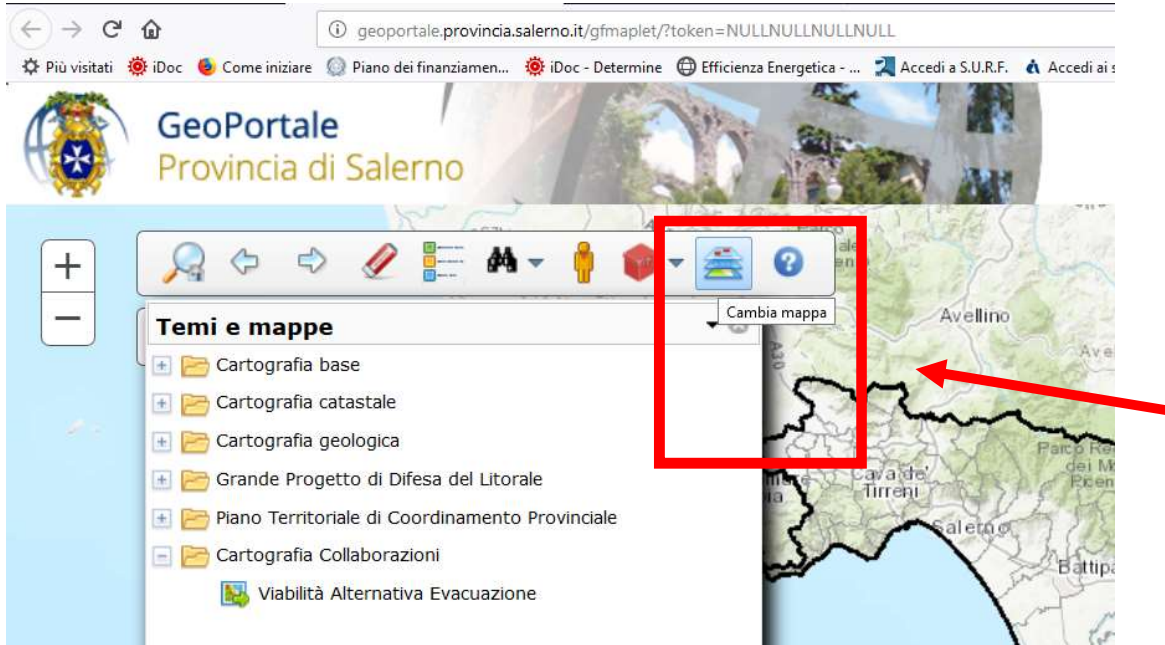 geoportale.provincia.salerno.it/gfmaplet/?token=NULLNULLNULLNULL
Più visitati iDoc Come iniziare Piano dei finanziamen... iDoc - Determine Efficienza Energetica - ... Accedi a S.U.R.F. Accedi ai s
GeoPortale
Provincia di Salerno
Cambia mappa
Temi e mappe
Avellino
Cartografia base
A30
Cartografia catastale
Cartografia geologica
Cava de'
Tirreni
Grande Progetto di Difesa del Litorale
Piano Territoriale di Coordinamento Provinciale
Salerno
Cartografia Collaborazioni
Battipa
Viabilità Alternativa Evacuazione